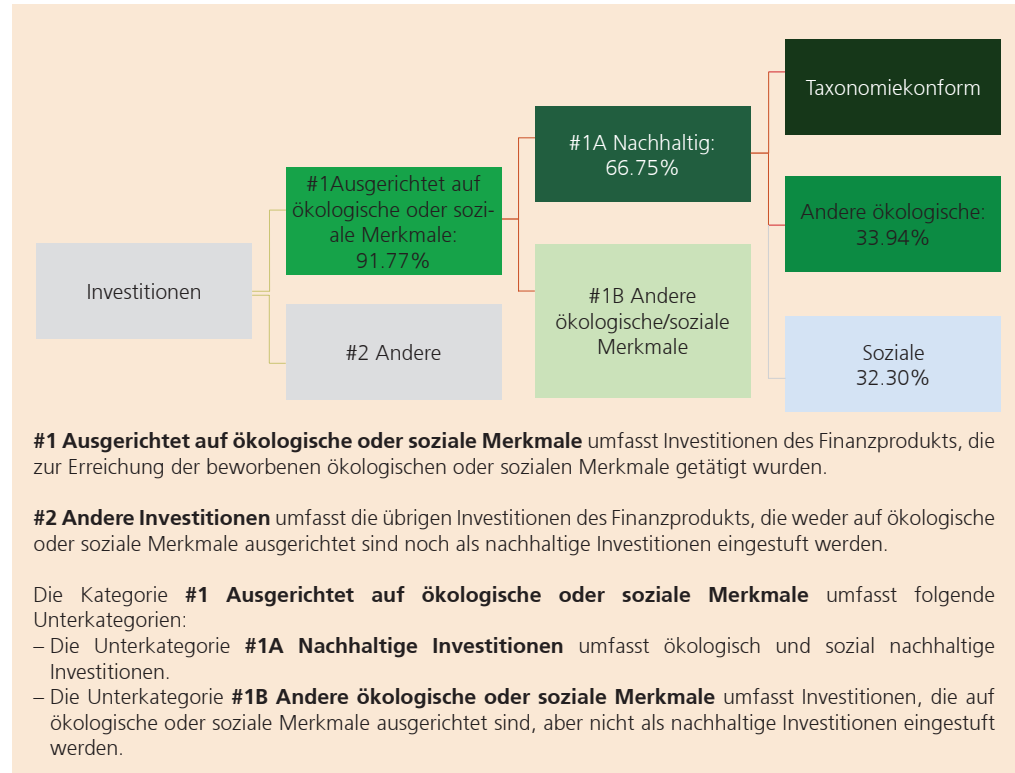 Taxonomiekonform
#1A Nachhaltig:
66.75%
#1Ausgerichtet auf
ökologische oder sozi-
ale Merkmale:
91.77%
Andere ökologische:
33.94%
Investitionen
#1B Andere
ökologische/soziale
Merkmale
#2 Andere
Soziale
32.30%
#1 Ausgerichtet auf ökologische oder soziale Merkmale umfasst Investitionen des Finanzprodukts, die
zur Erreichung der beworbenen ökologischen oder sozialen Merkmale getätigt wurden.
#2 Andere Investitionen umfasst die übrigen Investitionen des Finanzprodukts, die weder auf ökologische
oder soziale Merkmale ausgerichtet sind noch als nachhaltige Investitionen eingestuft werden.
Die Kategorie #1 Ausgerichtet auf ökologische oder soziale Merkmale umfasst folgende
Unterkategorien:
– Die Unterkategorie #1A Nachhaltige Investitionen umfasst ökologisch und sozial nachhaltige
Investitionen.
– Die Unterkategorie #1B Andere ökologische oder soziale Merkmale umfasst Investitionen, die auf
ökologische oder soziale Merkmale ausgerichtet sind, aber nicht als nachhaltige Investitionen eingestuft
werden.